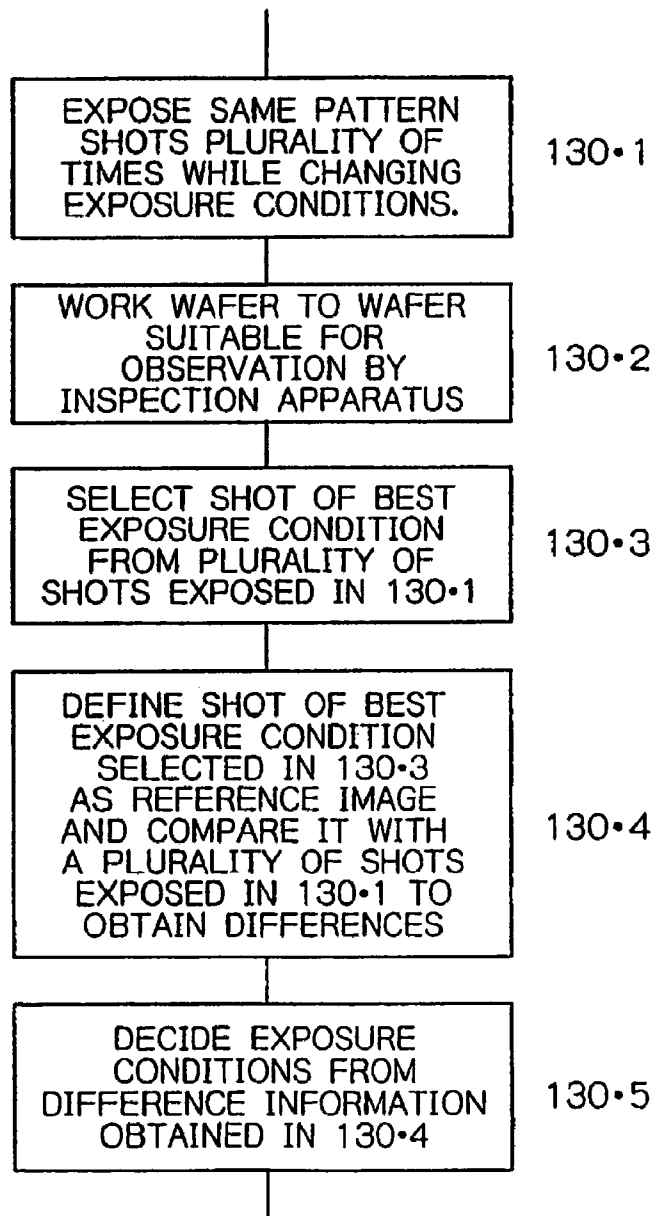 EXPOSE SAME PATTERN
SHOTS PLURALITY OF
TIMES WHILE CHANGING
EXPOSURE CONDITIONS.
130•1
WORK WAFER TO WAFER
SUITABLE FOR
OBSERVATION BY
INSPECTION APPARATUS
130•2
SELECT SHOT OF BEST
EXPOSURE CONDITION
FROM PLURALITY OF
SHOTS EXPOSED IN 130•1
130•3
DEFINE SHOT OF BEST
EXPOSURE CONDITION
SELECTED IN 130•3
AS REFERENCE IMAGE
AND COMPARE IT WITH
A PLURALITY OF SHOTS
EXPOSED IN 130•1 TO
OBTAIN DIFFERENCES
130•4
DECIDE EXPOSURE
CONDITIONS FROM
DIFFERENCE INFORMATION
OBTAINED IN 130•4
130•5